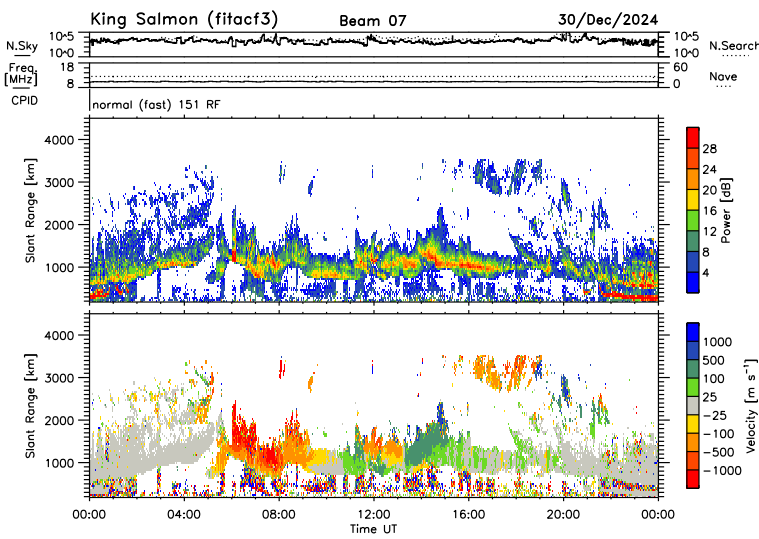 King Salmon (fitacf3) Beam 07 30/Dec/2024
N.Sky 10^5 10^0 10^5 10^0 N.Search
Freq. [MHz] 18 8 60 0 Nave
CPID normal (fast) 151 RF
Slant Range [km] 4000 3000 2000 1000
Power [dB] 28 24 20 16 12 8 4
Slant Range [km] 4000 3000 2000 1000
Velocity [m s⁻¹] 1000 500 100 25 −25 −100 −500 −1000
00:00 04:00 08:00 12:00 16:00 20:00 00:00
Time UT